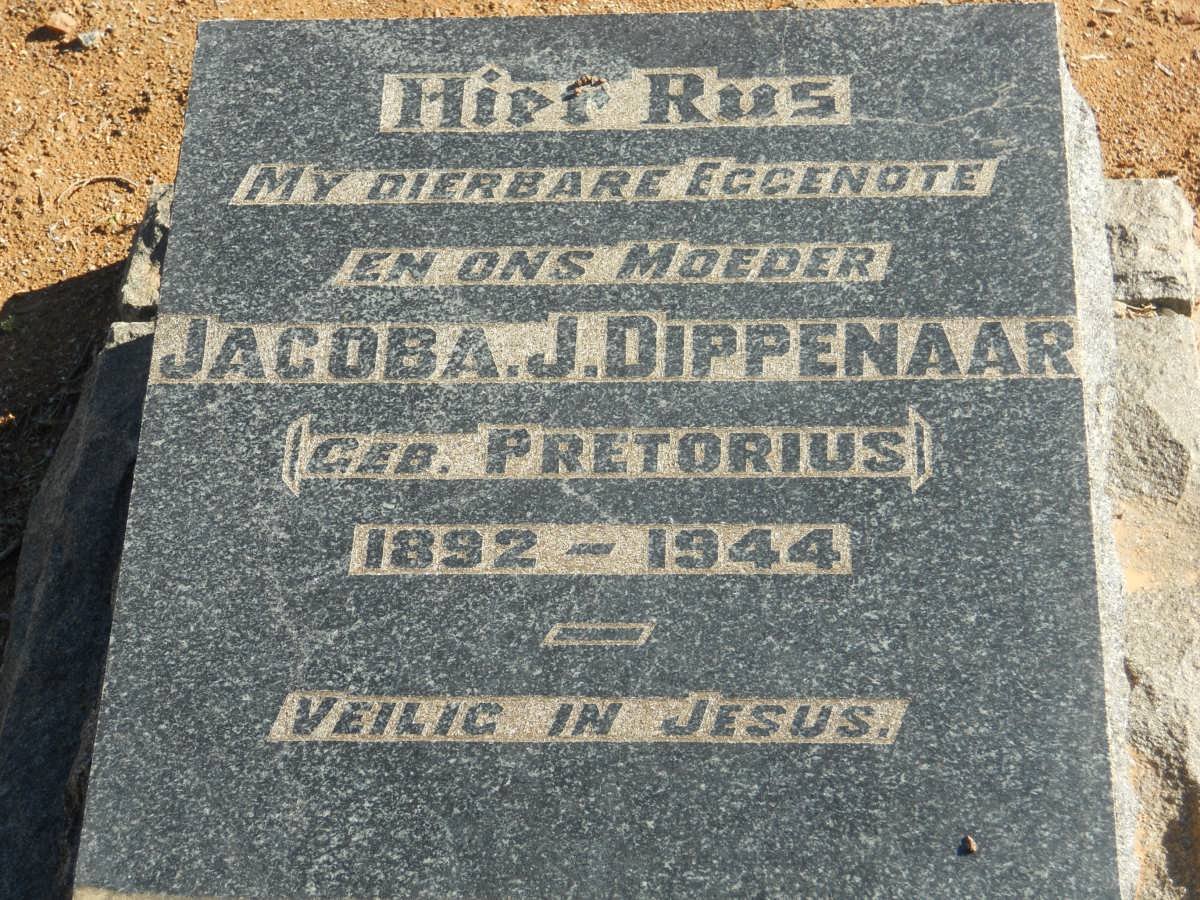 Hier Rus
MY DIERBARE EGGENOTE
EN ONS MOEDER
JACOBA. J. DIPPENAAR
(GEB. PRETORIUS)
1892 – 1944
—
VEILIG IN JESUS.